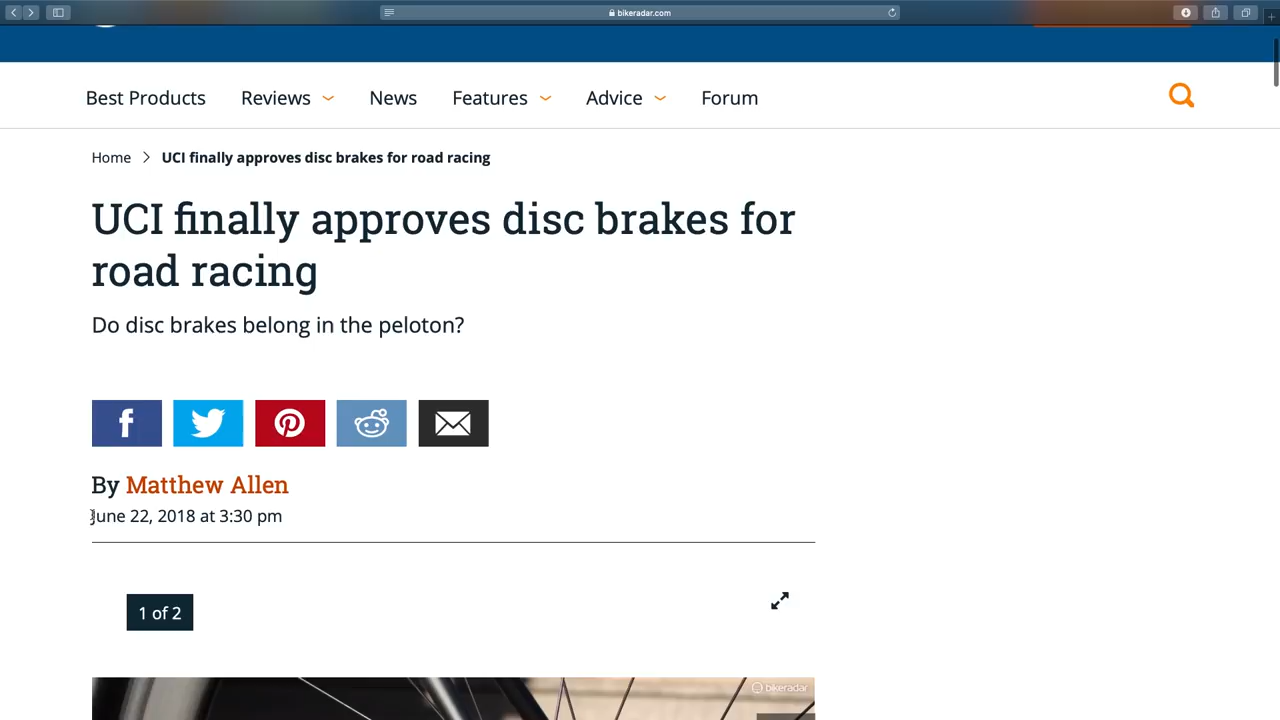 bikeradar.com
Best Products Reviews News Features Advice Forum
Home UCI finally approves disc brakes for road racing
UCI finally approves disc brakes for
road racing
Do disc brakes belong in the peloton?
By Matthew Allen
June 22, 2018 at 3:30 pm
1 of 2
bikeradar